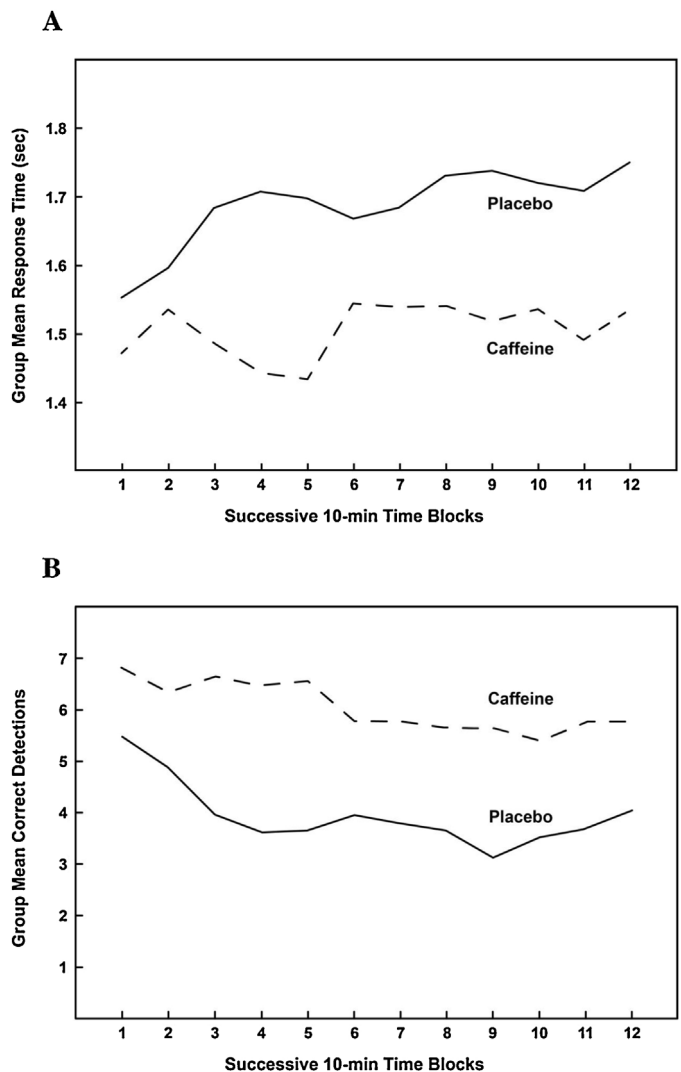 A
Group Mean Response Time (sec)
1.8
1.7
1.6
1.5
1.4
Placebo
Caffeine
1 2 3 4 5 6 7 8 9 10 11 12
Successive 10-min Time Blocks
B
Group Mean Correct Detections
7
6
5
4
3
2
1
Caffeine
Placebo
1 2 3 4 5 6 7 8 9 10 11 12
Successive 10-min Time Blocks